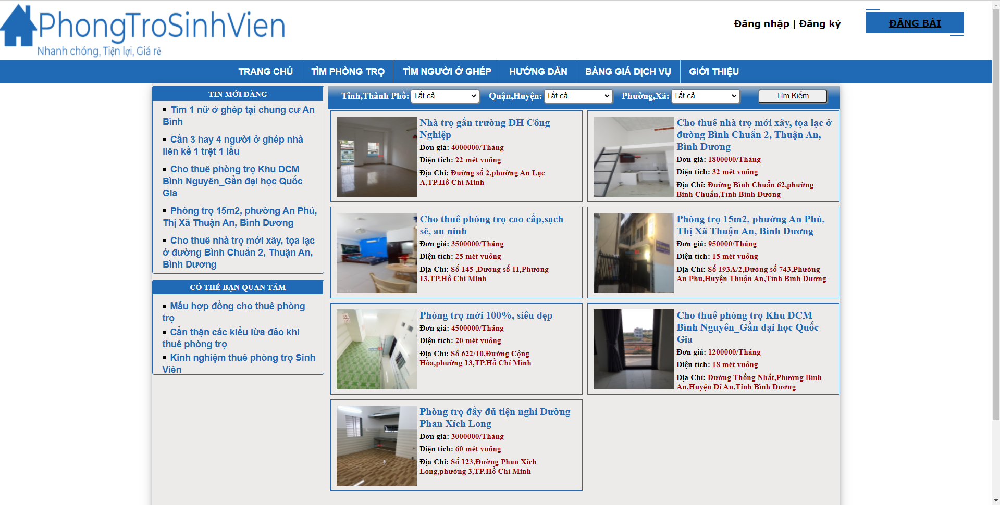 PhongTroSinhVien
Nhanh chóng, Tiện lợi, Giá rẻ
Đăng nhập | Đăng ký
ĐĂNG BÀI
TRANG CHỦ
TÌM PHÒNG TRỌ
TÌM NGƯỜI Ở GHÉP
HƯỚNG DẪN
BẢNG GIÁ DỊCH VỤ
GIỚI THIỆU
TIN MỚI ĐĂNG
Tìm 1 nữ ở ghép tại chung cư An
Bình
Cần 3 hay 4 người ở ghép nhà
liên kề 1 trệt 1 lầu
Cho thuê phòng trọ Khu DCM
Bình Nguyên_Gần đại học Quốc
Gia
Phòng trọ 15m2, phường An Phú,
Thị Xã Thuận An, Bình Dương
Cho thuê nhà trọ mới xây, tọa lạc
ở đường Bình Chuẩn 2, Thuận An,
Bình Dương
CÓ THỂ BẠN QUAN TÂM
Mẫu hợp đồng cho thuê phòng
trọ
Cẩn thận các kiểu lừa đảo khi
thuê phòng trọ
Kinh nghiệm thuê phòng trọ Sinh
Viên
Tỉnh,Thành Phố: Tất cả
Quận,Huyện: Tất cả
Phường,Xã: Tất cả
Tìm Kiếm
Nhà trọ gần trường ĐH Công
Nghiệp
Đơn giá: 4000000/Tháng
Diện tích: 22 mét vuông
Địa Chỉ: Đường số 2,phường An Lạc
A,TP.Hồ Chí Minh
Cho thuê nhà trọ mới xây, tọa lạc ở
đường Bình Chuẩn 2, Thuận An,
Bình Dương
Đơn giá: 1800000/Tháng
Diện tích: 32 mét vuông
Địa Chỉ: Đường Bình Chuẩn 62,phường
Bình Chuẩn,Tỉnh Bình Dương
Cho thuê phòng trọ cao cấp,sạch
sẽ, an ninh
Đơn giá: 3500000/Tháng
Diện tích: 25 mét vuông
Địa Chỉ: Số 145 ,Đường số 11,Phường
13,TP.Hồ Chí Minh
Phòng trọ 15m2, phường An Phú,
Thị Xã Thuận An, Bình Dương
Đơn giá: 950000/Tháng
Diện tích: 15 mét vuông
Địa Chỉ: Số 193A/2,Đường số 743,Phường
An Phú,Huyện Thuận An,Tỉnh Bình Dương
Phòng trọ mới 100%, siêu đẹp
Đơn giá: 4500000/Tháng
Diện tích: 20 mét vuông
Địa Chỉ: Số 622/10,Đường Cộng
Hòa,phường 13,TP.Hồ Chí Minh
Cho thuê phòng trọ Khu DCM
Bình Nguyên_Gần đại học Quốc
Gia
Đơn giá: 1200000/Tháng
Diện tích: 18 mét vuông
Địa Chỉ: Đường Thống Nhất,Phường Bình
An,Huyện Dĩ An,Tỉnh Bình Dương
Phòng trọ đầy đủ tiện nghi Đường
Phan Xích Long
Đơn giá: 3000000/Tháng
Diện tích: 60 mét vuông
Địa Chỉ: Số 123,Đường Phan Xích
Long,phường 3,TP.Hồ Chí Minh